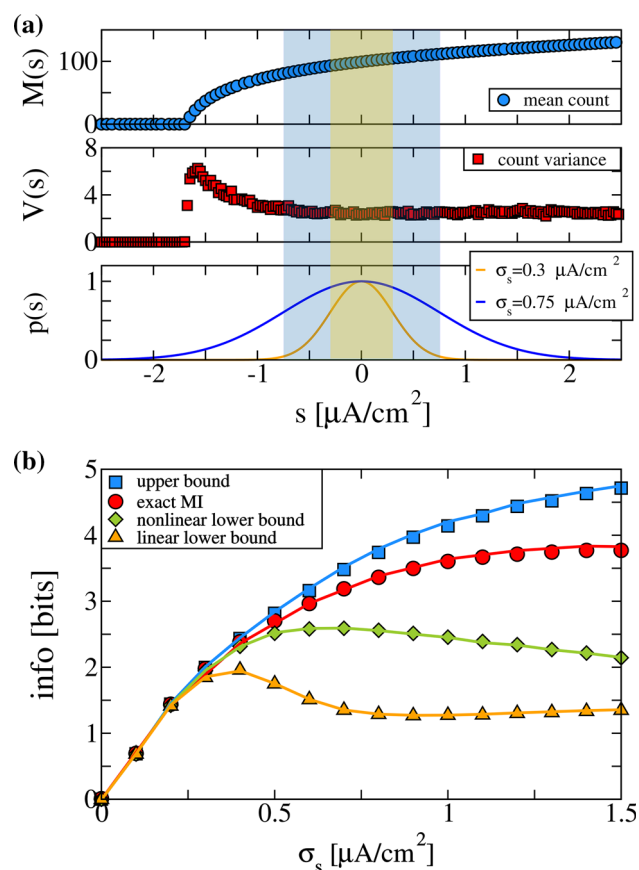 (a)
M(s)
100
0
mean count
V(s)
8
4
0
count variance
p(s)
1
0
σs=0.3 μA/cm²
σs=0.75 μA/cm²
-2 -1 0 1 2
s [μA/cm²]
(b)
info [bits]
5
4
3
2
1
0
upper bound
exact MI
nonlinear lower bound
linear lower bound
0 0.5 1 1.5
σs [μA/cm²]